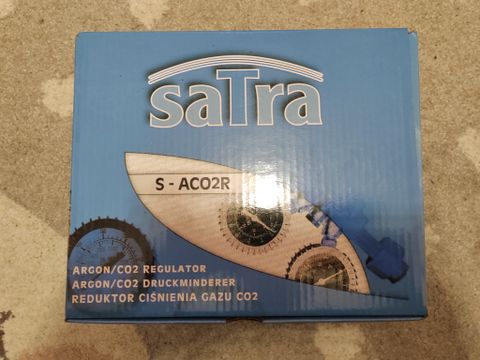 saTra
S - ACO2R
ARGON/CO2 REGULATOR
ARGON/CO2 DRUCKMINDERER
REDUKTOR CIŚNIENIA GAZU CO2